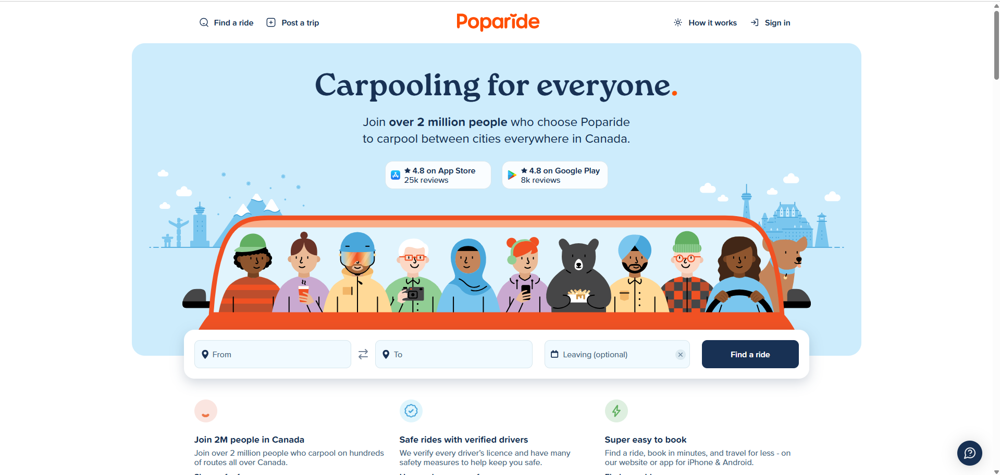 Find a ride
Post a trip
Poparide
How it works
Sign in
Carpooling for everyone.
Join over 2 million people who choose Poparide
to carpool between cities everywhere in Canada.
★ 4.8 on App Store
25k reviews
★ 4.8 on Google Play
8k reviews
From
To
Leaving (optional)
Find a ride
Join 2M people in Canada
Join over 2 million people who carpool on hundreds
of routes all over Canada.
Safe rides with verified drivers
We verify every driver's licence and have many
safety measures to help keep you safe.
Super easy to book
Find a ride, book in minutes, and travel for less - on
our website or app for iPhone & Android.